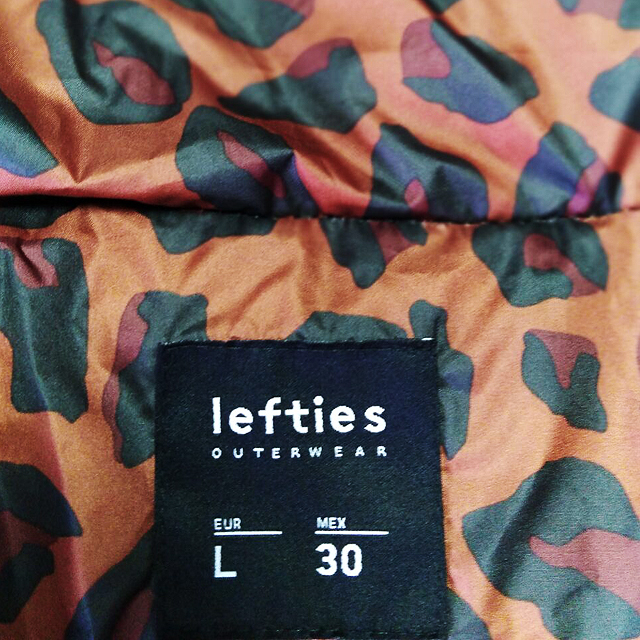 lefties
OUTERWEAR
EUR MEX
L 30